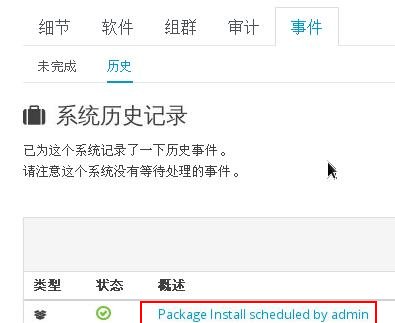 细节 软件 组群 审计 事件
未完成 历史
系统历史记录
已为这个系统记录了一下历史事件。
请注意这个系统没有等待处理的事件。
类型 状态 概述
Package Install scheduled by admin